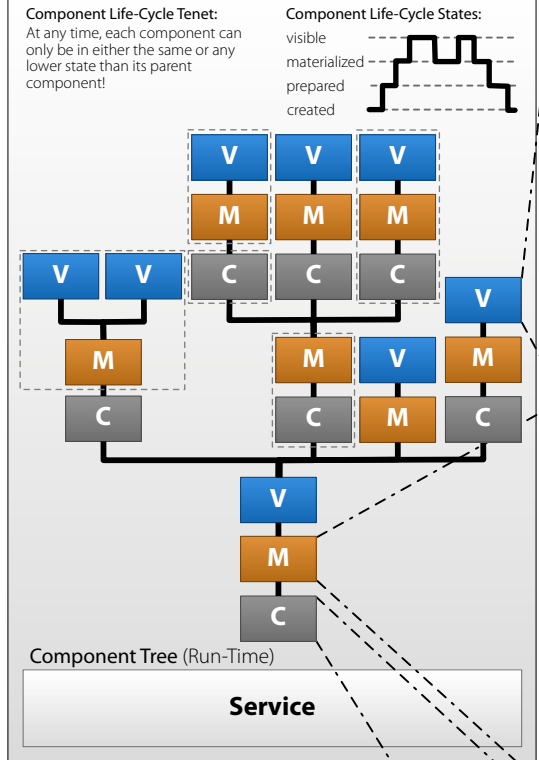 Component Life-Cycle Tenet:
At any time, each component can
only be in either the same or any
lower state than its parent
component!
Component Life-Cycle States:
visible
materialized
prepared
created
V V V
M M M
C C C
V V
V
M
M V M
C
C M C
V
M
C
Component Tree (Run-Time)
Service